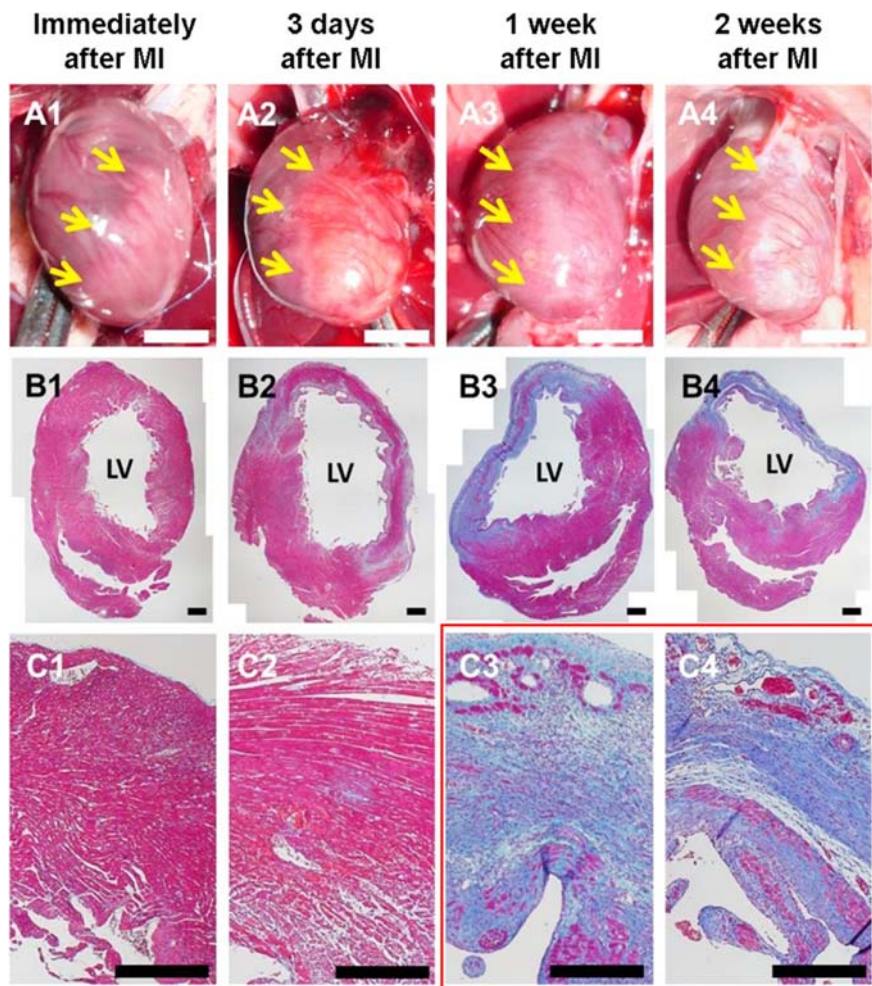 Immediately after MI
3 days after MI
1 week after MI
2 weeks after MI
A1
A2
A3
A4
B1
LV
B2
LV
B3
LV
B4
LV
C1
C2
C3
C4